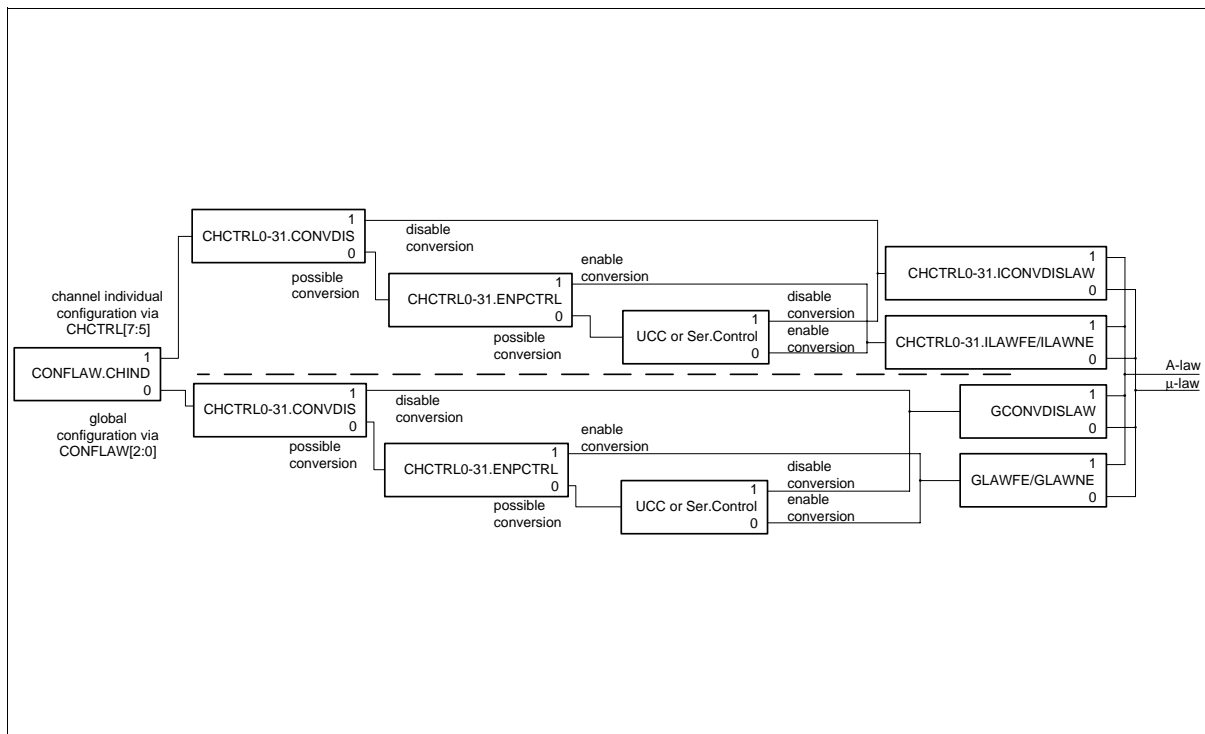 1
CHCTRL0-31.CONVDIS
0
disable
conversion
possible
conversion
enable
conversion
1
CHCTRL0-31.ENPCTRL
0
possible
conversion
disable
conversion
1
UCC or Ser.Control
0
enable
conversion
1
CHCTRL0-31.ICONVDISLAW
0
1
CHCTRL0-31.ILAWFE/ILAWNE
0
channel individual
configuration via
CHCTRL[7:5]
1
CONFLAW.CHIND
0
global
configuration via
CONFLAW[2:0]
A-law
µ-law
1
CHCTRL0-31.CONVDIS
0
disable
conversion
possible
conversion
enable
conversion
1
CHCTRL0-31.ENPCTRL
0
possible
conversion
disable
conversion
1
UCC or Ser.Control
0
enable
conversion
1
GCONVDISLAW
0
1
GLAWFE/GLAWNE
0